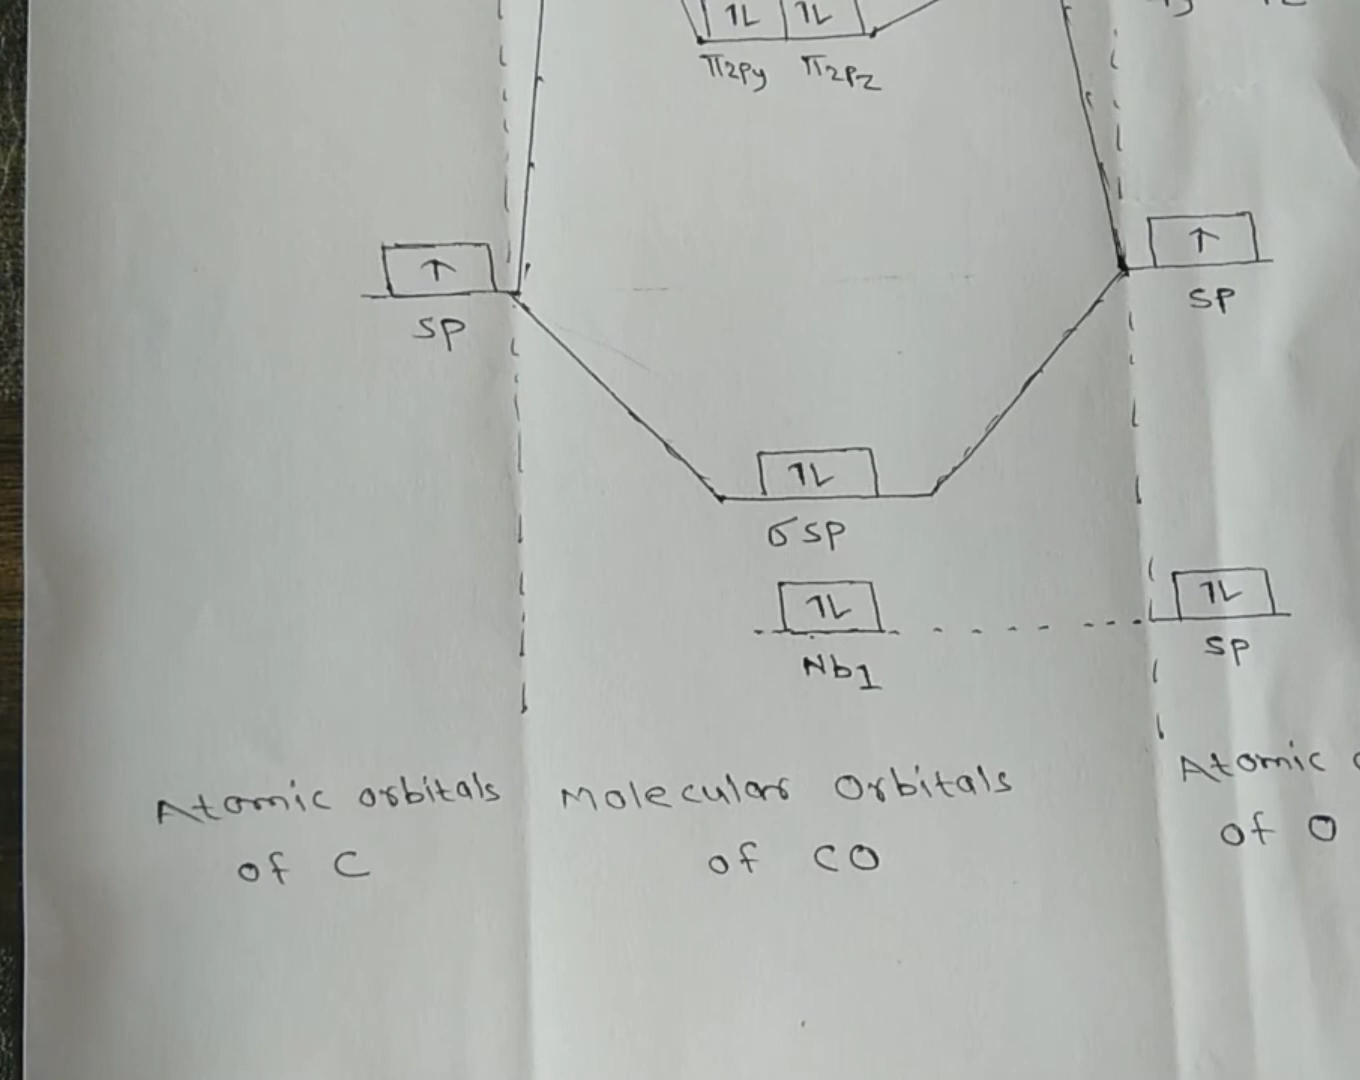 π2py π2pz
SP
SP
σSP
SP
Nb1
Atomic orbitals
of C
Molecular Orbitals
of CO
Atomic
of O